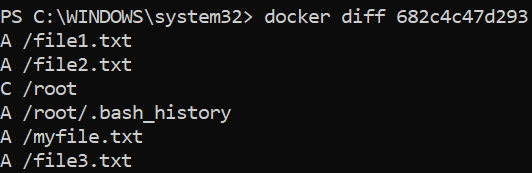 PS C:\WINDOWS\system32> docker diff 682c4c47d293
A /file1.txt
A /file2.txt
C /root
A /root/.bash_history
A /myfile.txt
A /file3.txt